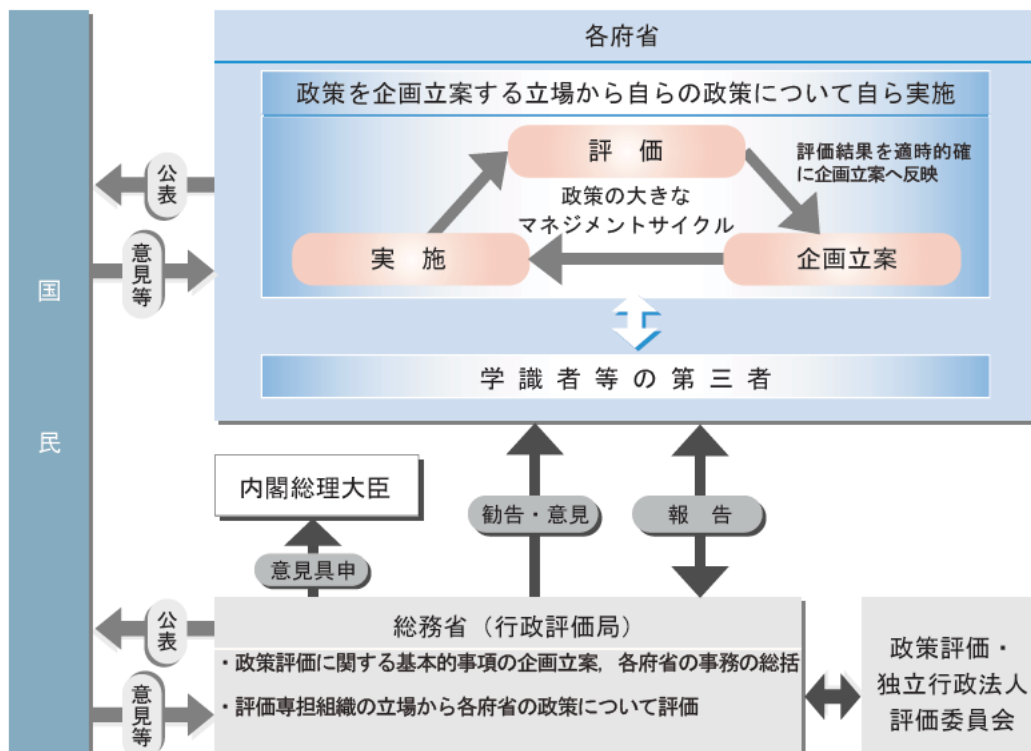 各府省
政策を企画立案する立場から自らの政策について自ら実施
評 価
評価結果を適時的確
に企画立案へ反映
政策の大きな
マネジメントサイクル
実 施
企画立案
公表
意見等
国民
学識者等の第三者
内閣総理大臣
勧告・意見
報 告
意見具申
公表
意見等
総務省（行政評価局）
・政策評価に関する基本的事項の企画立案，各府省の事務の総括
・評価専担組織の立場から各府省の政策について評価
政策評価・
独立行政法人
評価委員会